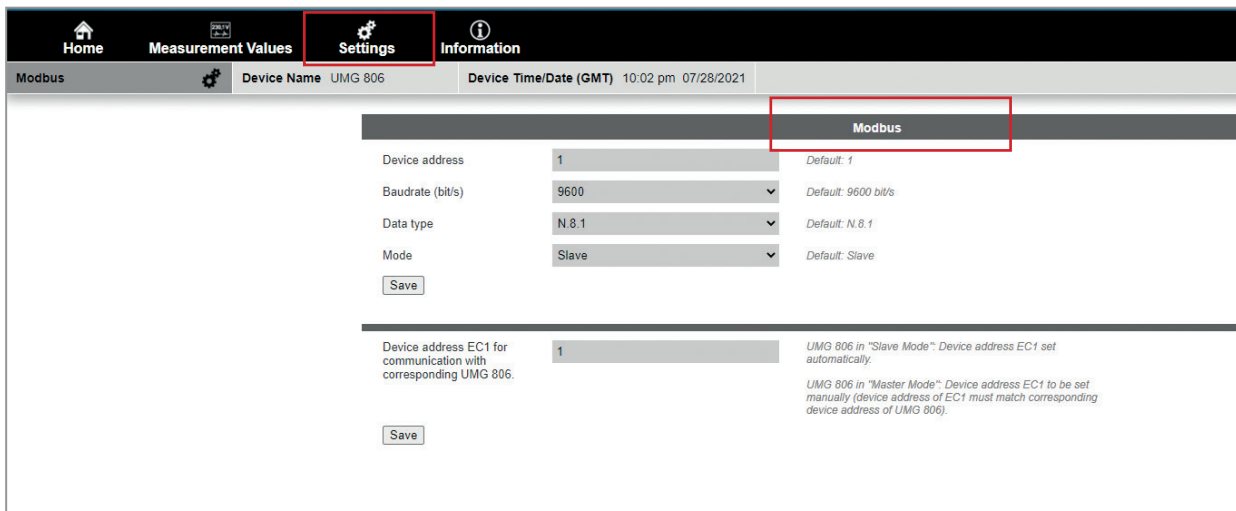 Home Measurement Values Settings Information
Modbus Device Name UMG 806 Device Time/Date (GMT) 10:02 pm 07/28/2021
Modbus
Device address 1 Default: 1
Baudrate (bit/s) 9600 Default: 9600 bit/s
Data type N.8.1 Default: N.8.1
Mode Slave Default: Slave
Save
Device address EC1 for
communication with
corresponding UMG 806.
1
UMG 806 in "Slave Mode": Device address EC1 set
automatically.
UMG 806 in "Master Mode": Device address EC1 to be set
manually (device address of EC1 must match corresponding
device address of UMG 806).
Save